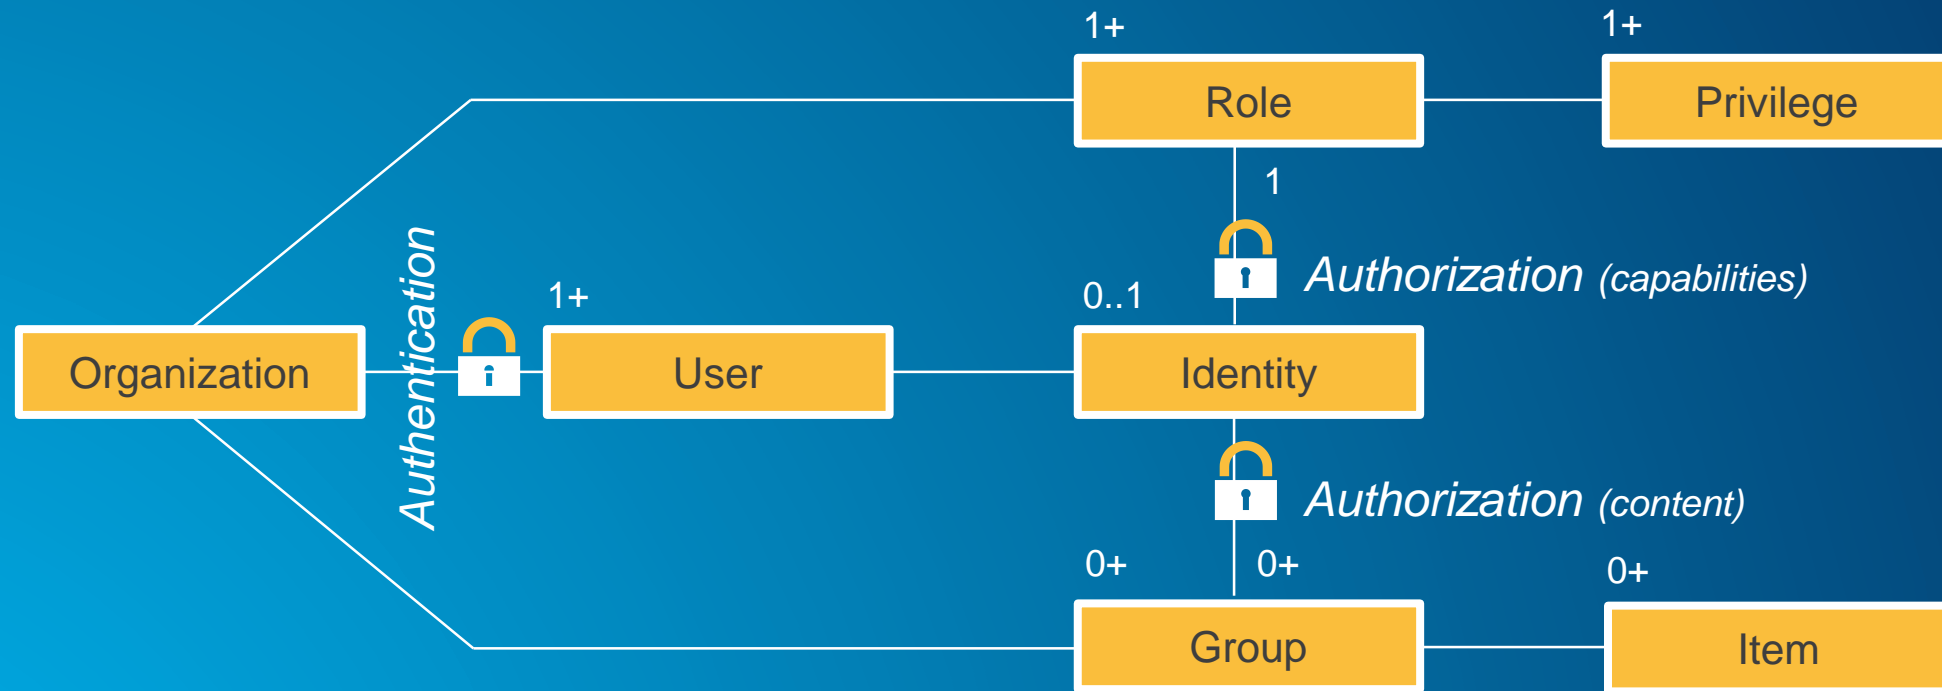 1+
1+
Role
Privilege
1
Authentication
Authorization (capabilities)
1+
0..1
Organization
User
Identity
Authorization (content)
0+
0+
0+
Group
Item